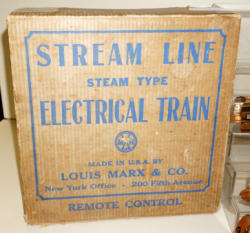 STREAM LINE
STEAM TYPE
ELECTRICAL TRAIN
MADE IN U.S.A. BY
LOUIS MARX & CO.
New York Office - 200 Fifth Avenue
REMOTE CONTROL